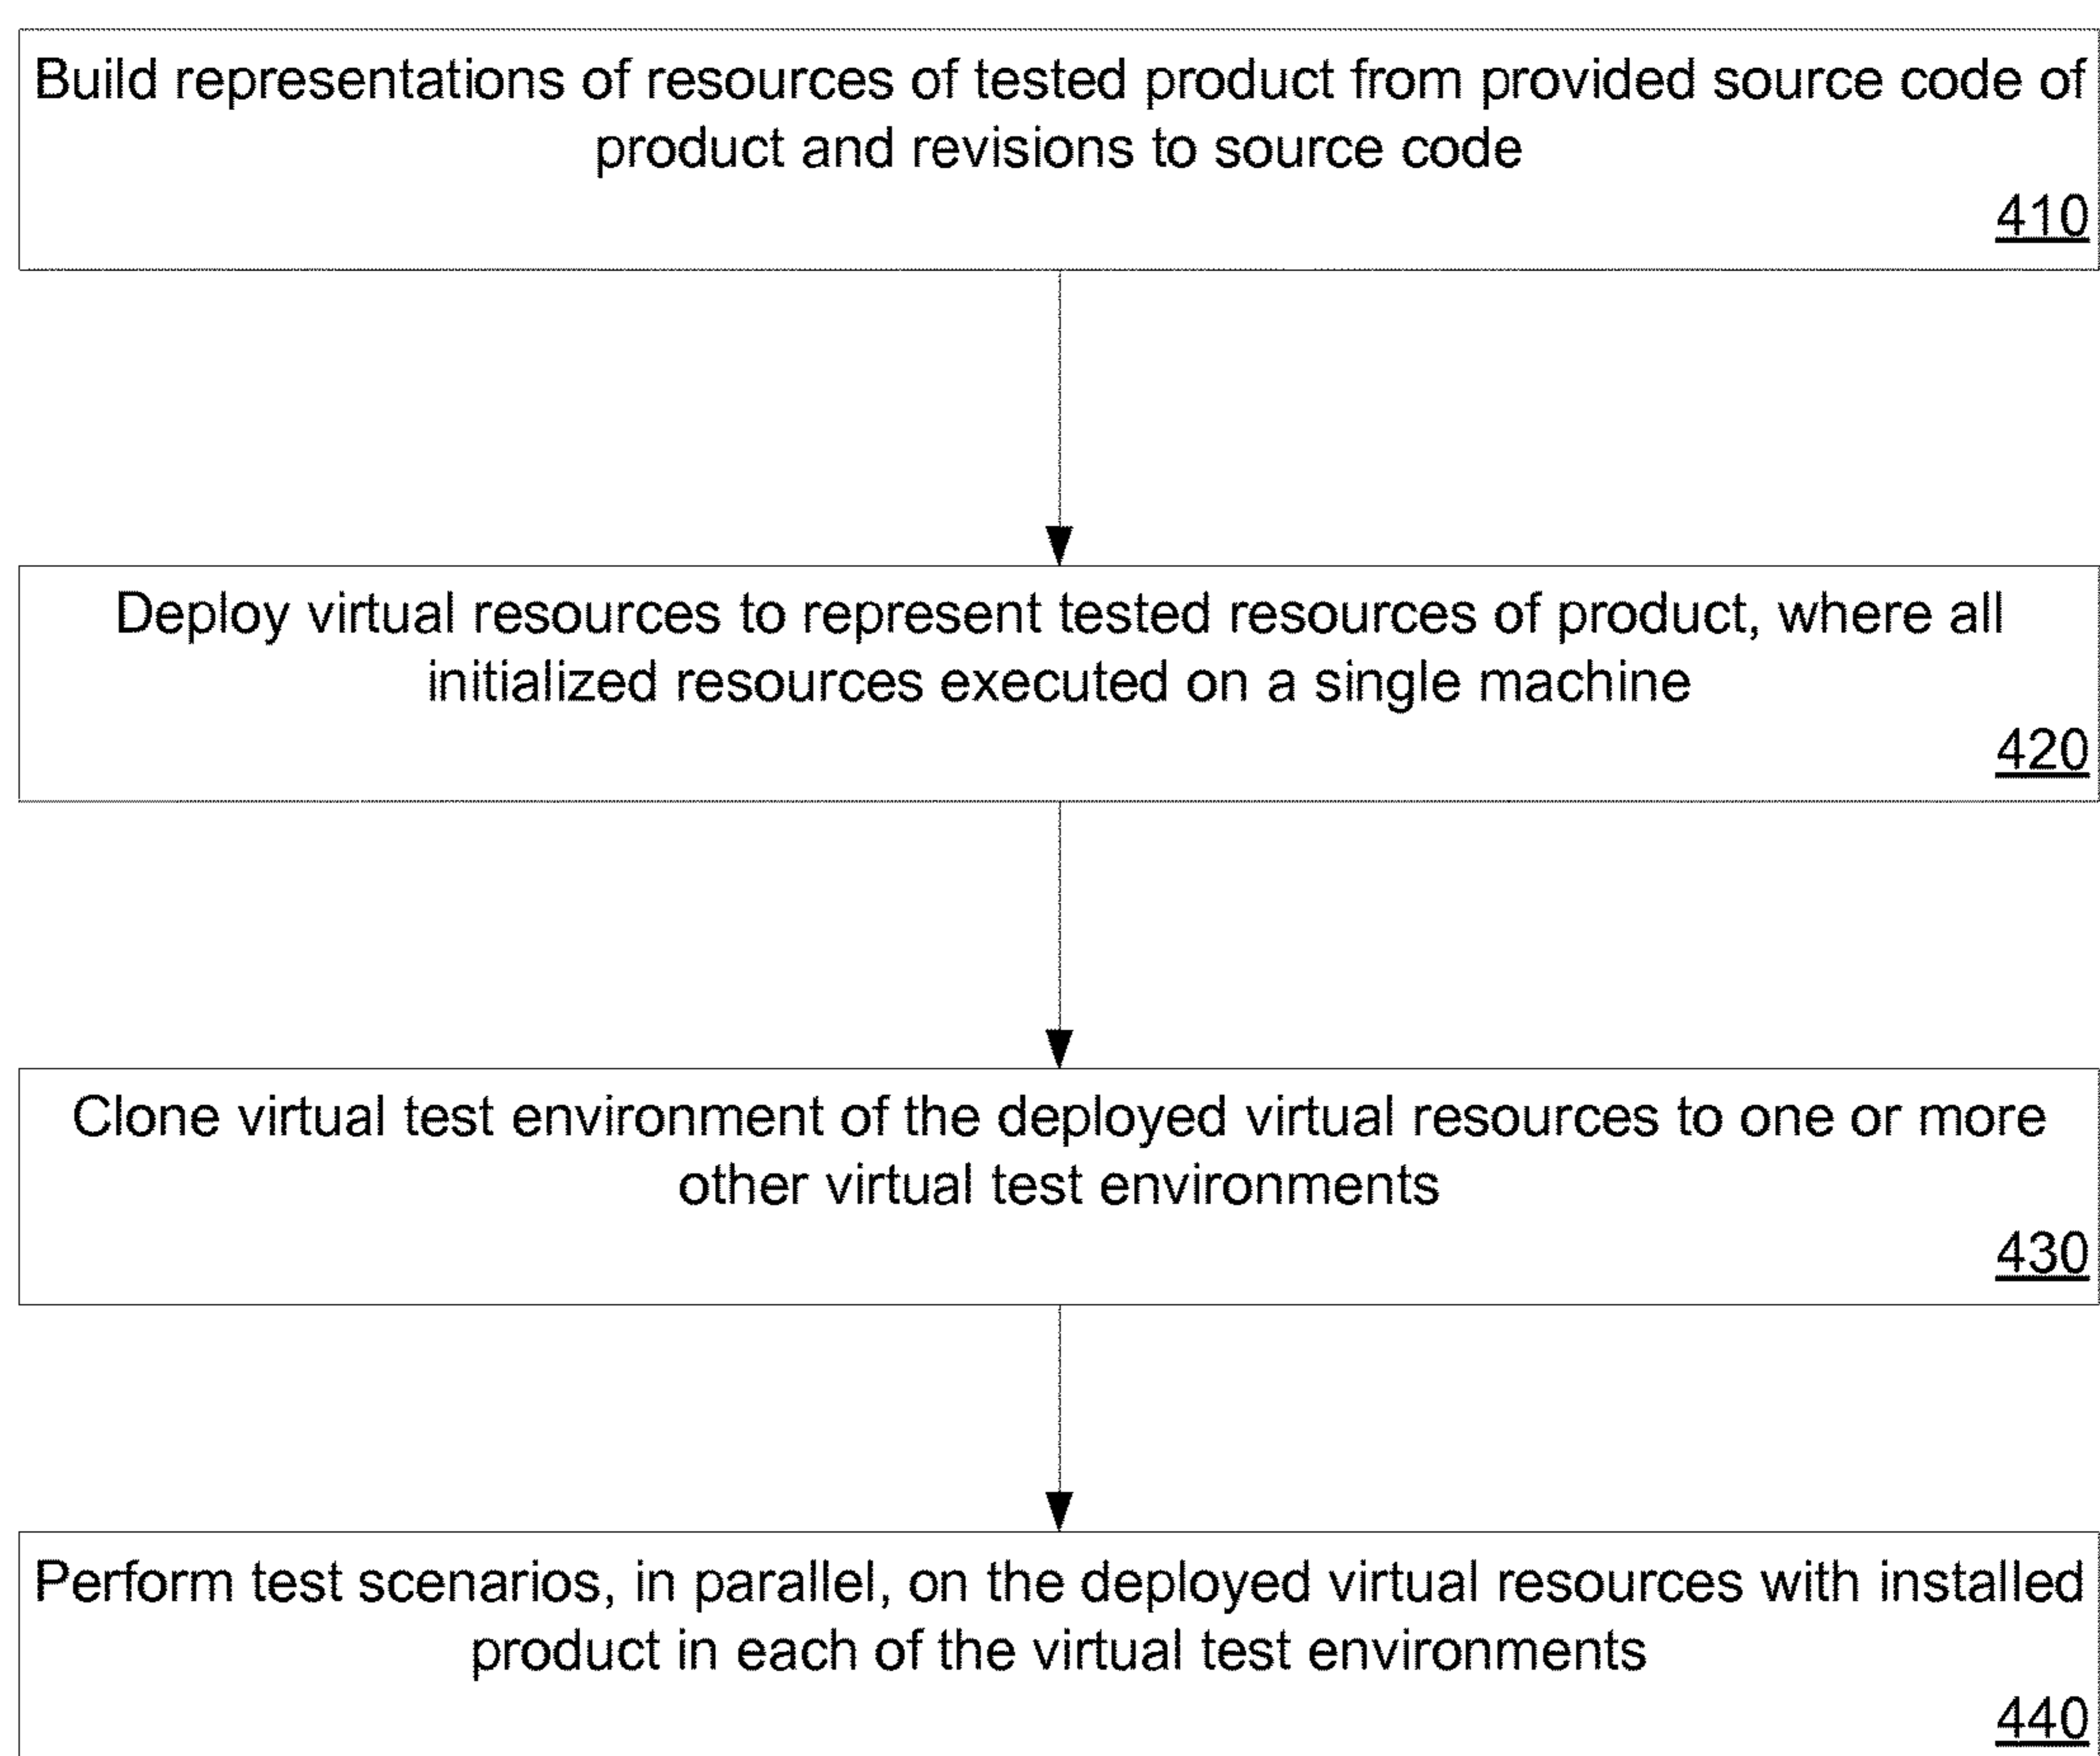 Build representations of resources of tested product from provided source code of
product and revisions to source code
410
Deploy virtual resources to represent tested resources of product, where all
initialized resources executed on a single machine
420
Clone virtual test environment of the deployed virtual resources to one or more
other virtual test environments
430
Perform test scenarios, in parallel, on the deployed virtual resources with installed
product in each of the virtual test environments
440